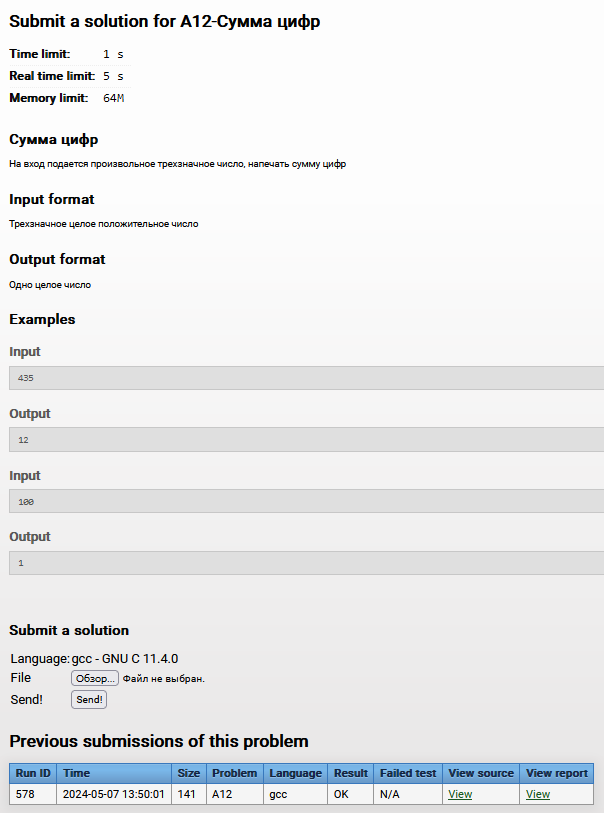 Submit a solution for A12-Сумма цифр
Time limit: 1 s
Real time limit: 5 s
Memory limit: 64M
Сумма цифр
На вход подается произвольное трехзначное число, напечать сумму цифр
Input format
Трехзначное целое положительное число
Output format
Одно целое число
Examples
Input
435
Output
12
Input
100
Output
1
Submit a solution
Language: gcc - GNU C 11.4.0
File Обзор... Файл не выбран.
Send! Send!
Previous submissions of this problem
Run ID Time Size Problem Language Result Failed test View source View report
578 2024-05-07 13:50:01 141 A12 gcc OK N/A View View